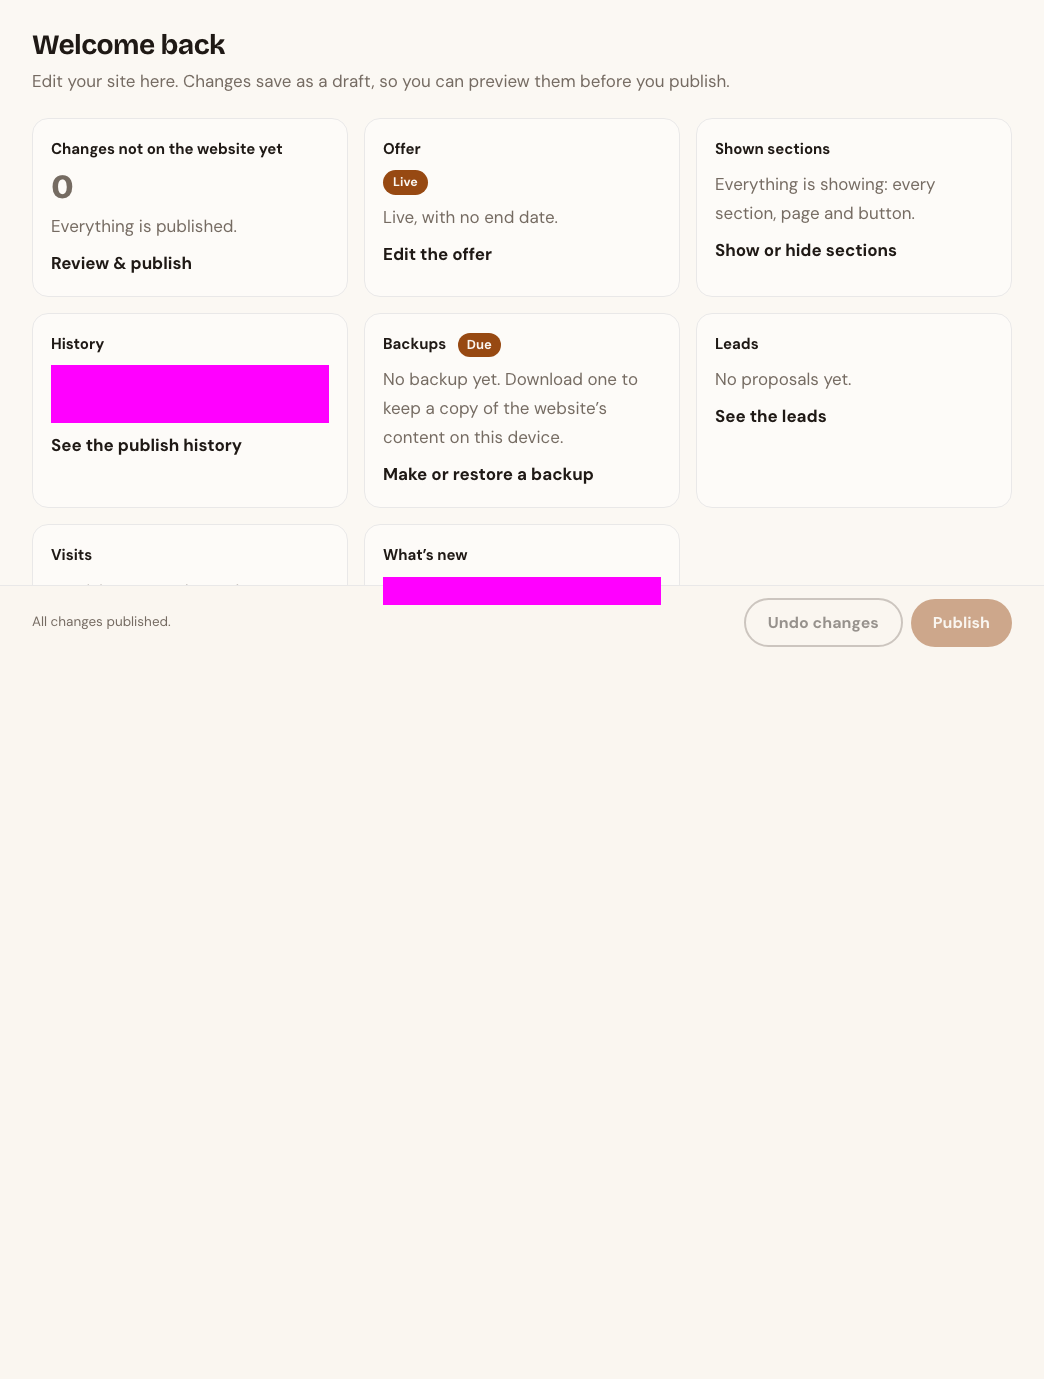 Welcome back
Edit your site here. Changes save as a draft, so you can preview them before you publish.
Changes not on the website yet
0
Everything is published.
Review & publish
Offer
Live
Live, with no end date.
Edit the offer
Shown sections
Everything is showing: every
section, page and button.
Show or hide sections
History
See the publish history
Backups
Due
No backup yet. Download one to
keep a copy of the website’s
content on this device.
Make or restore a backup
Leads
No proposals yet.
See the leads
Visits
What’s new
All changes published.
Undo changes
Publish